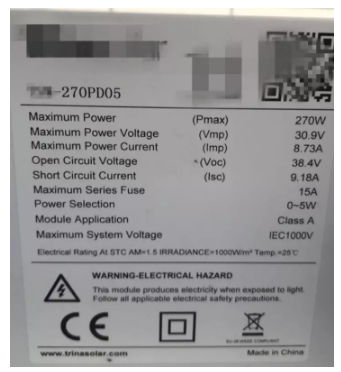 -270PD05
Maximum Power (Pmax) 270W
Maximum Power Voltage (Vmp) 30.9V
Maximum Power Current (Imp) 8.73A
Open Circuit Voltage (Voc) 38.4V
Short Circuit Current (Isc) 9.18A
Maximum Series Fuse 15A
Power Selection 0~5W
Module Application Class A
Maximum System Voltage IEC1000V
Electrical Rating At STC AM=1.5 IRRADIANCE=1000W/m² Temp.=25℃
WARNING-ELECTRICAL HAZARD
This module produces electricity when exposed to light.
Follow all applicable electrical safety precautions.
CE
EU-WEEE COMPLIANT
www.trinasolar.com Made in China